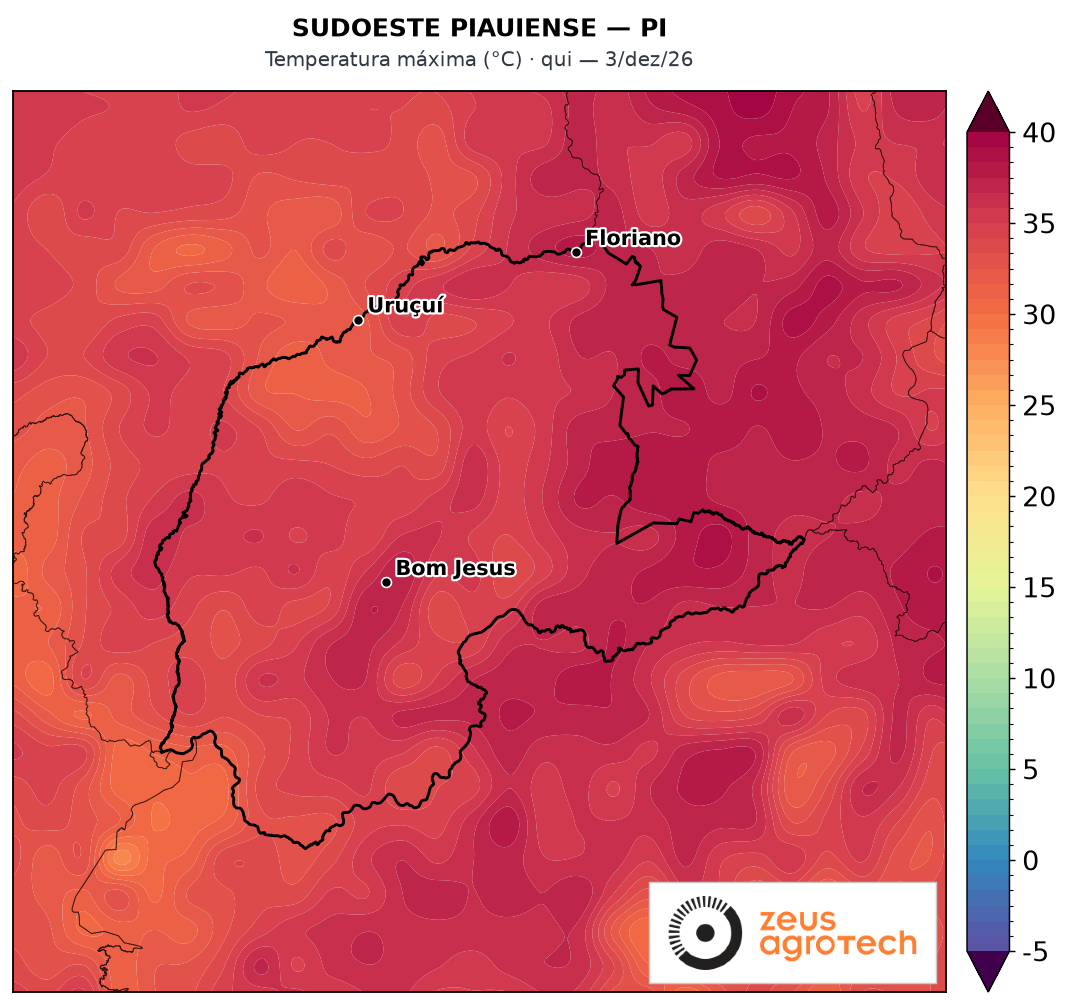 SUDOESTE PIAUIENSE — PI
Temperatura máxima (°C) · qui — 3/dez/26
Floriano
Uruçuí
Bom Jesus
40
35
30
25
20
15
10
5
0
-5
zeus
agrotech